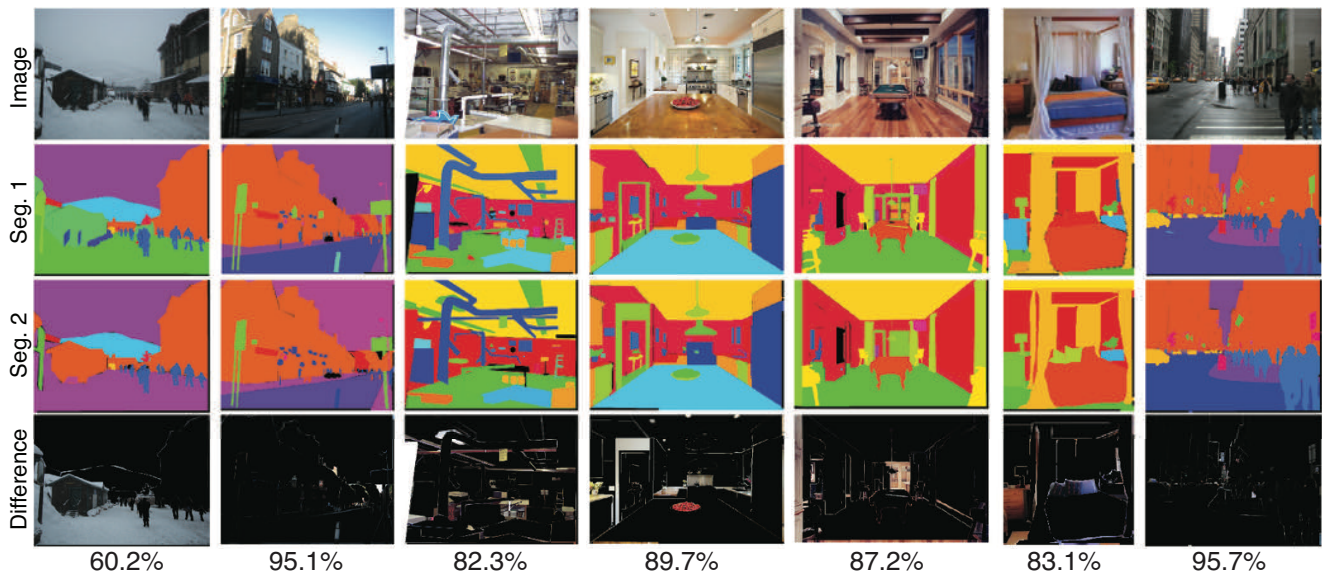 Image
Seg. 1
Seg. 2
Difference
60.2%
95.1%
82.3%
89.7%
87.2%
83.1%
95.7%